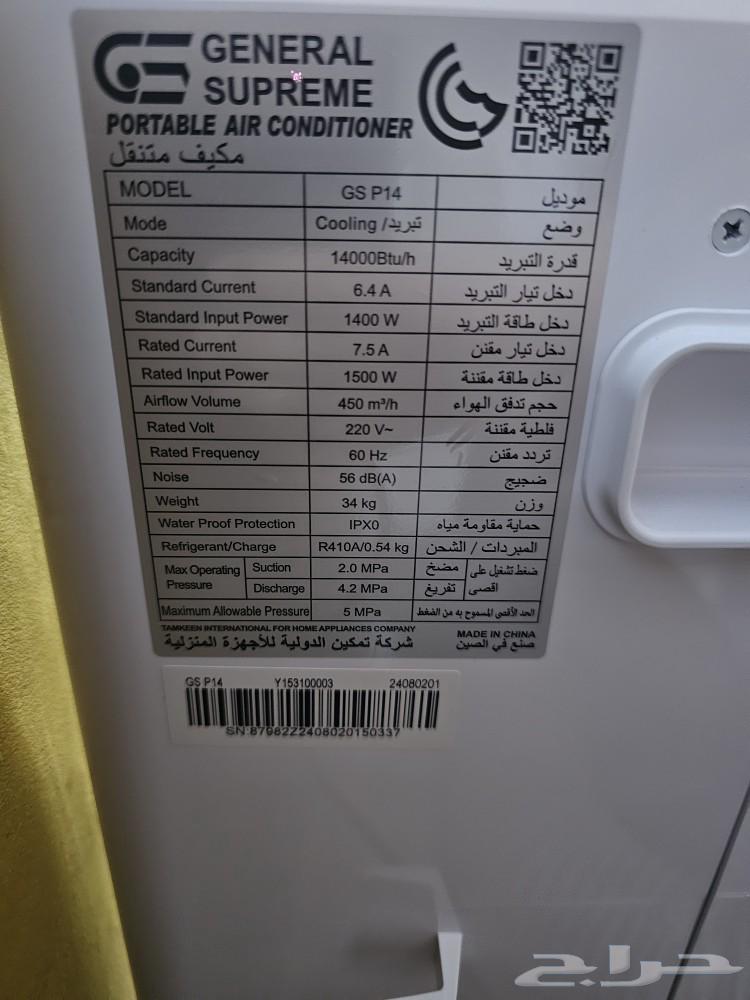 GENERAL
SUPREME
PORTABLE AIR CONDITIONER
مكيف متنقل
MODEL GS P14 موديل
Mode Cooling /تبريد وضع
Capacity 14000Btu/h قدرة التبريد
Standard Current 6.4 A دخل تيار التبريد
Standard Input Power 1400 W دخل طاقة التبريد
Rated Current 7.5 A دخل تيار مقنن
Rated Input Power 1500 W دخل طاقة مقننة
Airflow Volume 450 m³/h حجم تدفق الهواء
Rated Volt 220 V~ فلطية مقننة
Rated Frequency 60 Hz تردد مقنن
Noise 56 dB(A) ضجيج
Weight 34 kg وزن
Water Proof Protection IPX0 حماية مقاومة مياه
Refrigerant/Charge R410A/0.54 kg المبردات / الشحن
Max Operating Pressure Suction 2.0 MPa مضخ ضغط تشغيل على اقصى
Discharge 4.2 MPa تفريغ
Maximum Allowable Pressure 5 MPa الحد الأقصى المسموح به من الضغط
TAMKEEN INTERNATIONAL FOR HOME APPLIANCES COMPANY MADE IN CHINA
شركة تمكين الدولية للأجهزة المنزلية صنع في الصين
GS P14 Y153100003 24080201
SN:87982Z2408020150337
حراج